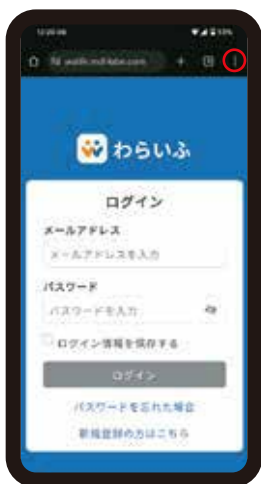 わらいふ
ログイン
メールアドレス
メールアドレスを入力
パスワード
パスワードを入力
ログイン情報を保存する
ログイン
パスワードを忘れた場合
新規登録の方はこちら